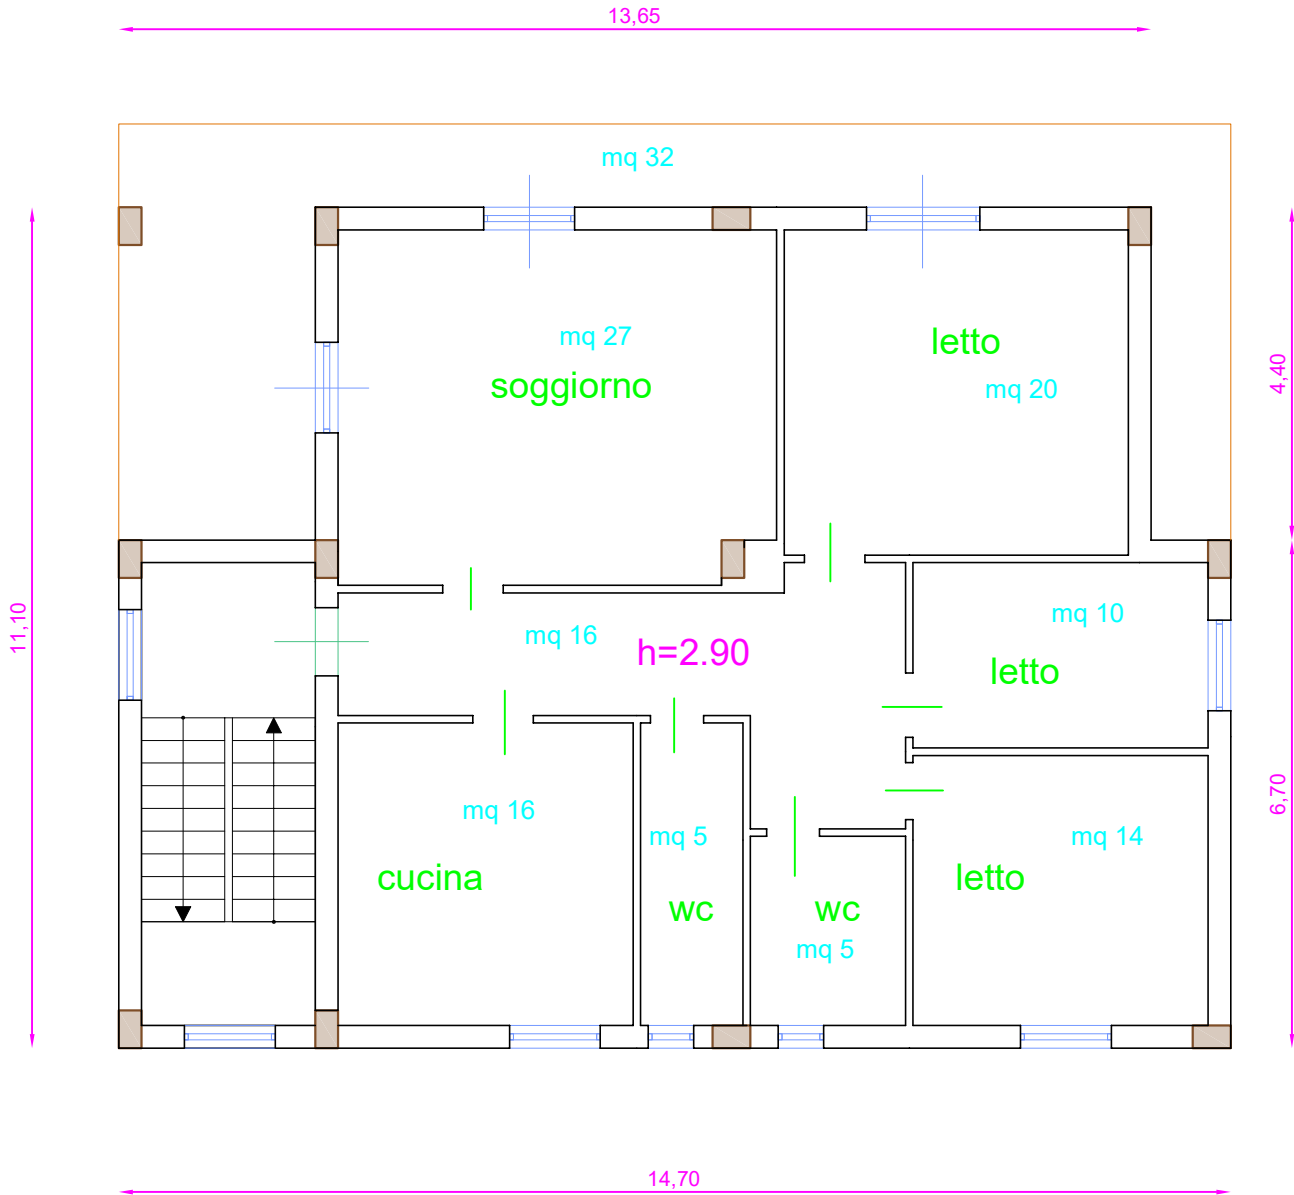 13,65
mq 32
mq 27
soggiorno
letto
mq 20
4,40
11,10
mq 16
h=2.90
mq 10
letto
mq 16
cucina
mq 5
wc
wc
mq 5
mq 14
letto
6,70
14,70